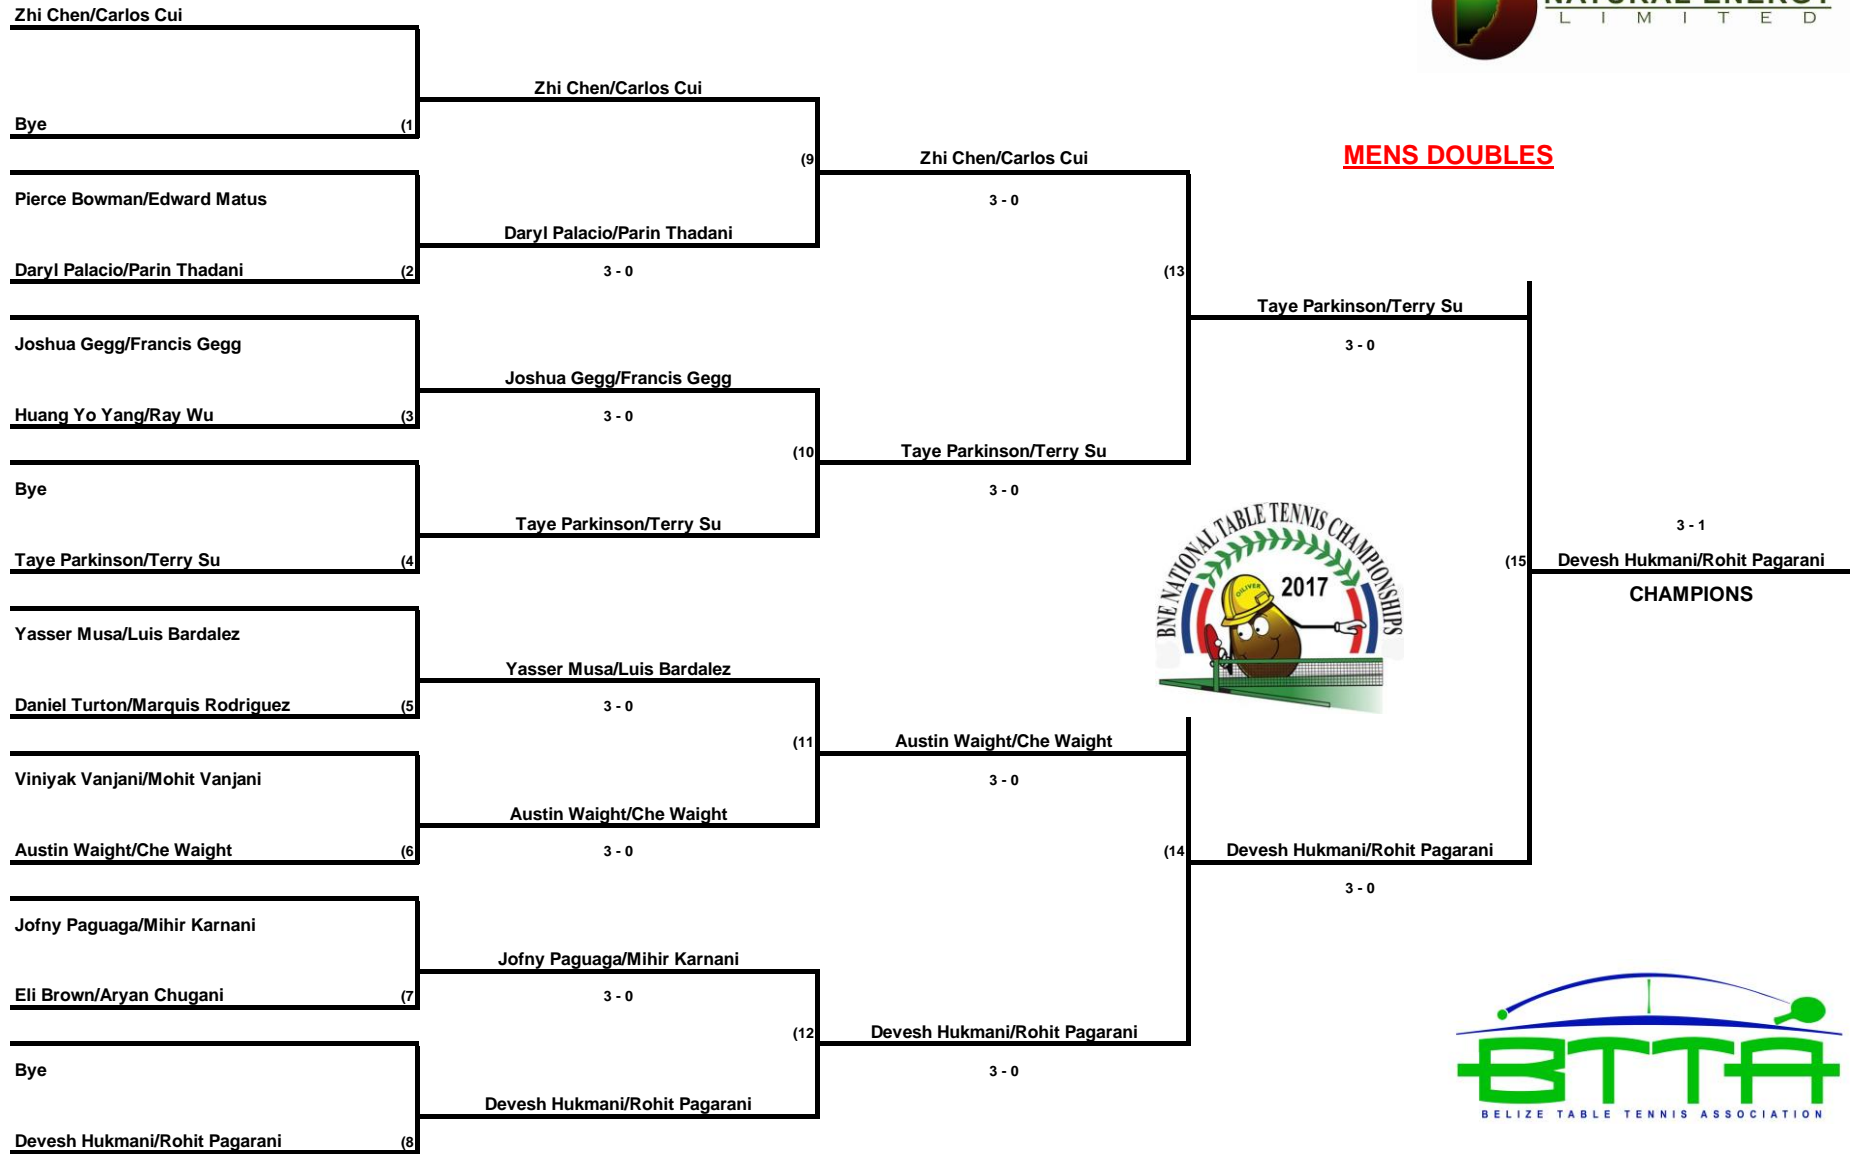 Zhi Chen/Carlos Cui
LIMITED
Zhi Chen/Carlos Cui
Bye (1
(9 Zhi Chen/Carlos Cui
MENS DOUBLES
Pierce Bowman/Edward Matus
3 - 0
Daryl Palacio/Parin Thadani
Daryl Palacio/Parin Thadani (2
3 - 0
(13
Taye Parkinson/Terry Su
Joshua Gegg/Francis Gegg
3 - 0
Joshua Gegg/Francis Gegg
Huang Yo Yang/Ray Wu (3
3 - 0
(10 Taye Parkinson/Terry Su
Bye
3 - 0
Taye Parkinson/Terry Su
Taye Parkinson/Terry Su (4
BNE NATIONAL TABLE TENNIS CHAMPIONSHIPS
OILIVER
2017
3 - 1
(15 Devesh Hukmani/Rohit Pagarani
CHAMPIONS
Yasser Musa/Luis Bardalez
Yasser Musa/Luis Bardalez
Daniel Turton/Marquis Rodriguez (5
3 - 0
(11 Austin Waight/Che Waight
Viniyak Vanjani/Mohit Vanjani
3 - 0
Austin Waight/Che Waight
Austin Waight/Che Waight (6
3 - 0
(14 Devesh Hukmani/Rohit Pagarani
3 - 0
Jofny Paguaga/Mihir Karnani
Jofny Paguaga/Mihir Karnani
Eli Brown/Aryan Chugani (7
3 - 0
(12 Devesh Hukmani/Rohit Pagarani
Bye
3 - 0
Devesh Hukmani/Rohit Pagarani
Devesh Hukmani/Rohit Pagarani (8
BTTA
BELIZE TABLE TENNIS ASSOCIATION